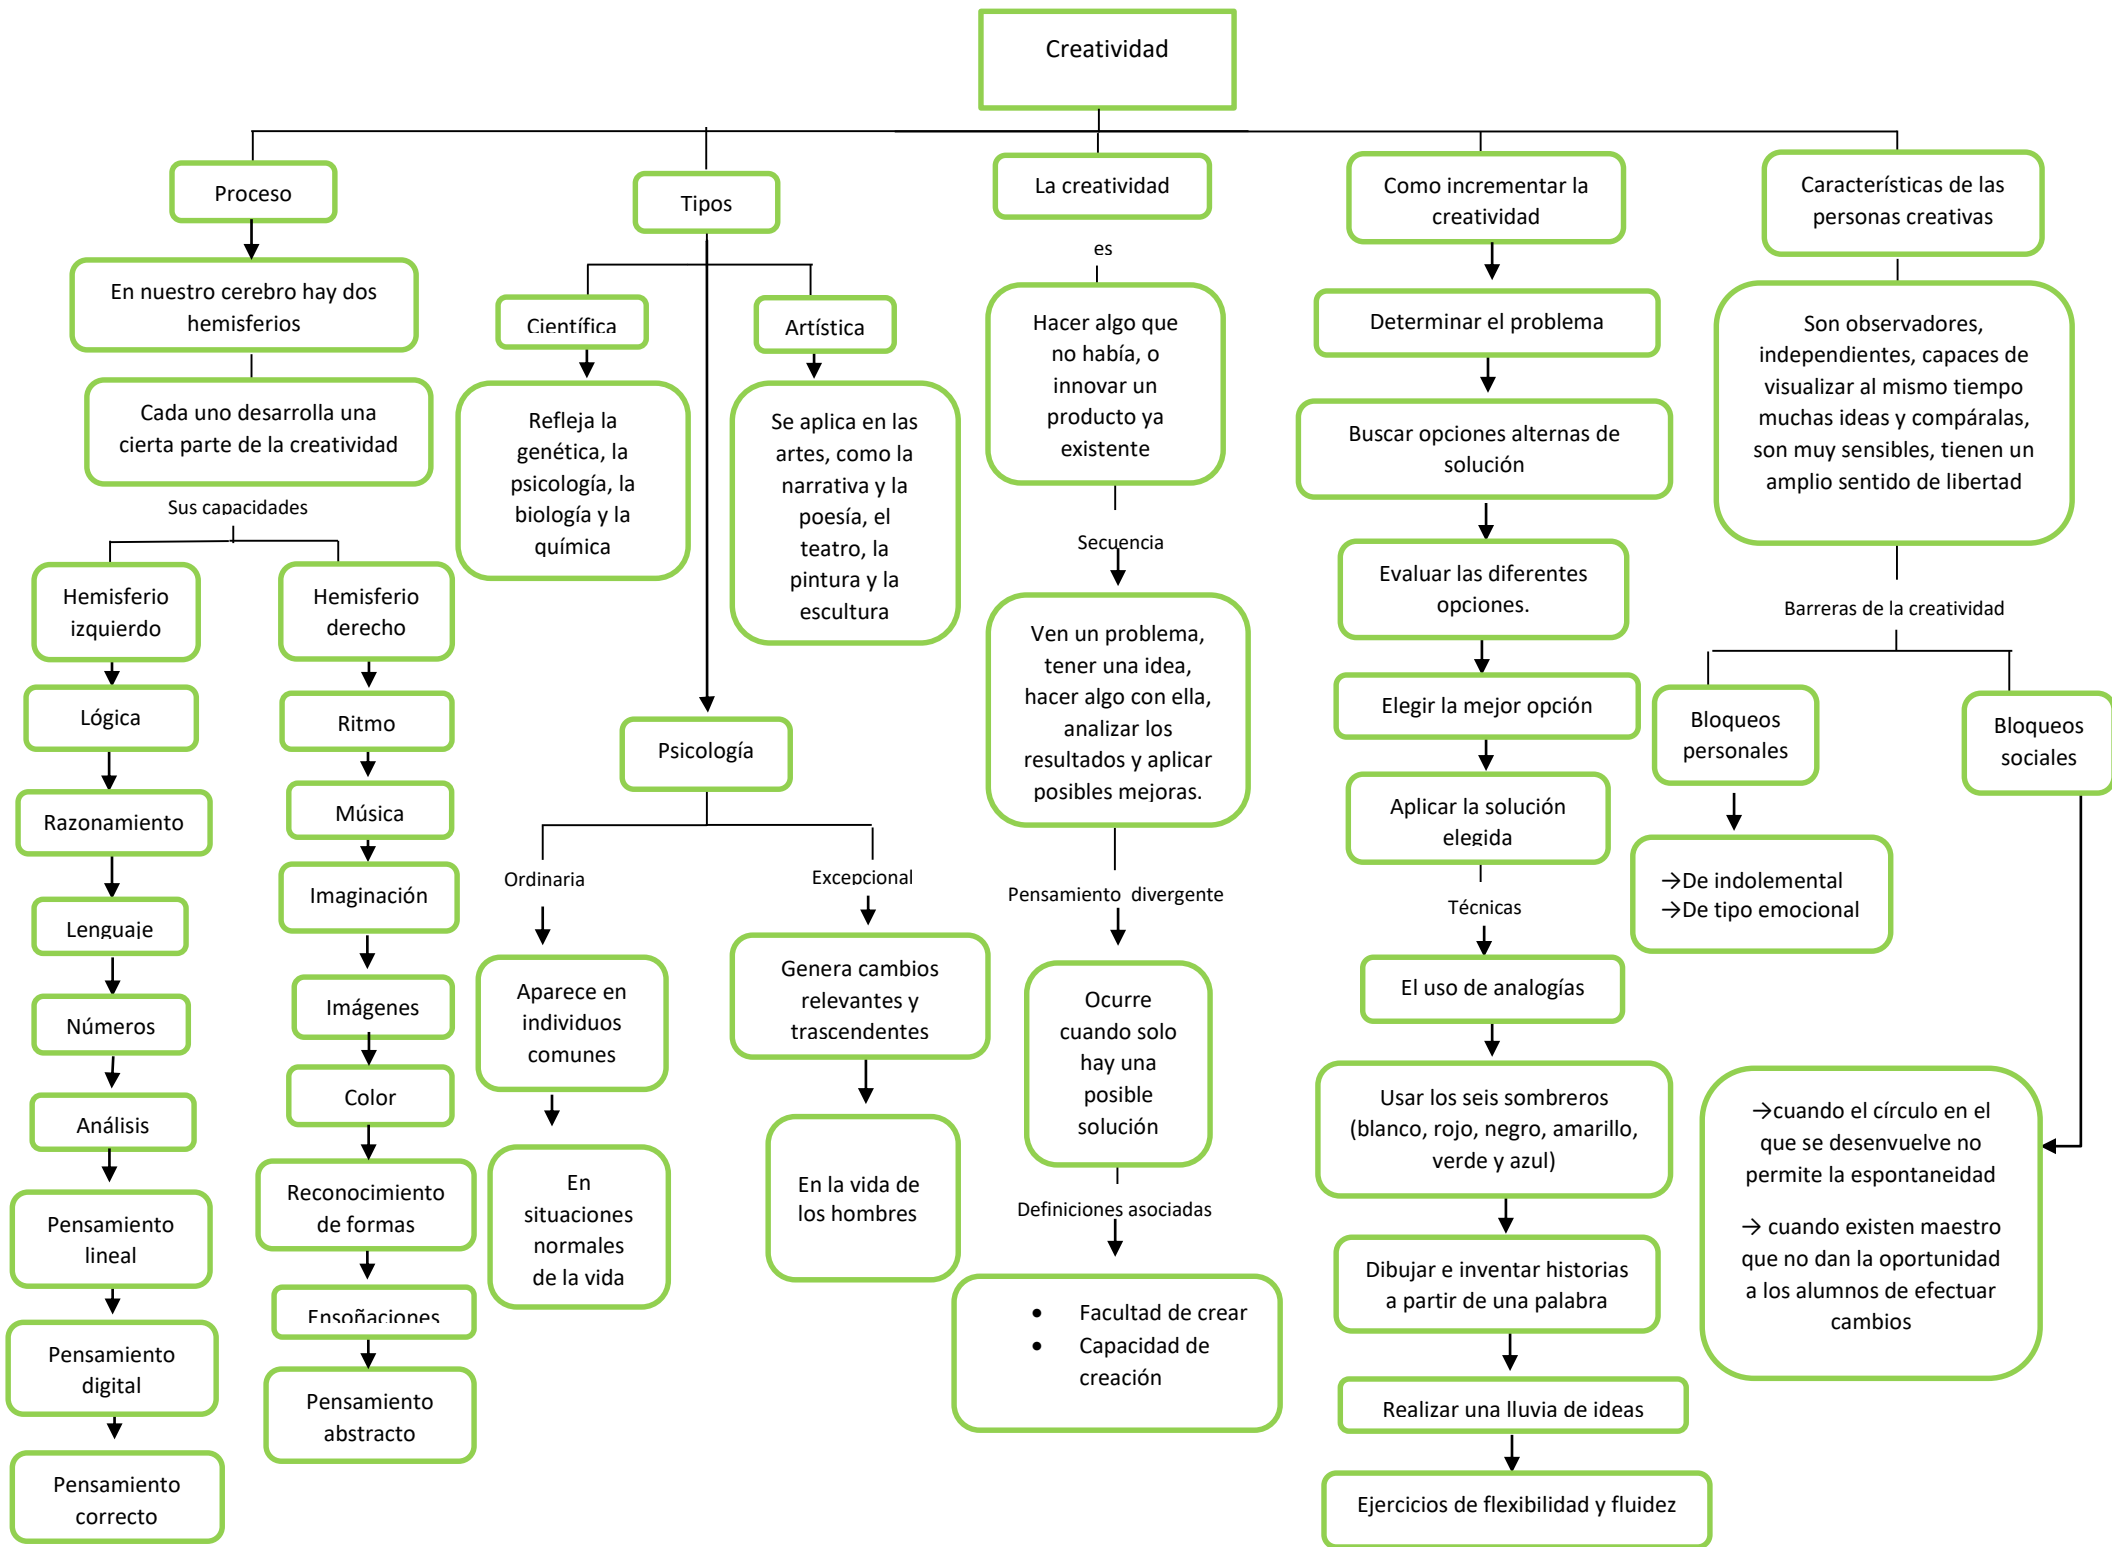 Creatividad
Proceso
En nuestro cerebro hay dos
hemisferios
Cada uno desarrolla una
cierta parte de la creatividad
Sus capacidades
Hemisferio
izquierdo
Lógica
Razonamiento
Lenguaje
Números
Análisis
Pensamiento
lineal
Pensamiento
digital
Pensamiento
correcto
Hemisferio
derecho
Ritmo
Música
Imaginación
Imágenes
Color
Reconocimiento
de formas
Ensoñaciones
Pensamiento
abstracto
Tipos
Científica
Refleja la
genética, la
psicología, la
biología y la
química
Artística
Se aplica en las
artes, como la
narrativa y la
poesía, el
teatro, la
pintura y la
escultura
Psicología
Ordinaria
Aparece en
individuos
comunes
En
situaciones
normales
de la vida
Excepcional
Genera cambios
relevantes y
trascendentes
En la vida de
los hombres
La creatividad
es
Hacer algo que
no había, o
innovar un
producto ya
existente
Secuencia
Ven un problema,
tener una idea,
hacer algo con ella,
analizar los
resultados y aplicar
posibles mejoras.
Pensamiento divergente
Ocurre
cuando solo
hay una
posible
solución
Definiciones asociadas
• Facultad de crear
• Capacidad de
creación
Como incrementar la
creatividad
Determinar el problema
Buscar opciones alternas de
solución
Evaluar las diferentes
opciones.
Elegir la mejor opción
Aplicar la solución
elegida
Técnicas
El uso de analogías
Usar los seis sombreros
(blanco, rojo, negro, amarillo,
verde y azul)
Dibujar e inventar historias
a partir de una palabra
Realizar una lluvia de ideas
Ejercicios de flexibilidad y fluidez
Característicás de las
personas creativas
Son observadores,
independientes, capaces de
visualizar al mismo tiempo
muchas ideas y compáralas,
son muy sensibles, tienen un
amplio sentido de libertad
Barreras de la creatividad
Bloqueos
personales
→De indolemental
→De tipo emocional
Bloqueos
sociales
→cuando el círculo en el
que se desenvuelve no
permite la espontaneidad
→ cuando existen maestro
que no dan la oportunidad
a los alumnos de efectuar
cambios